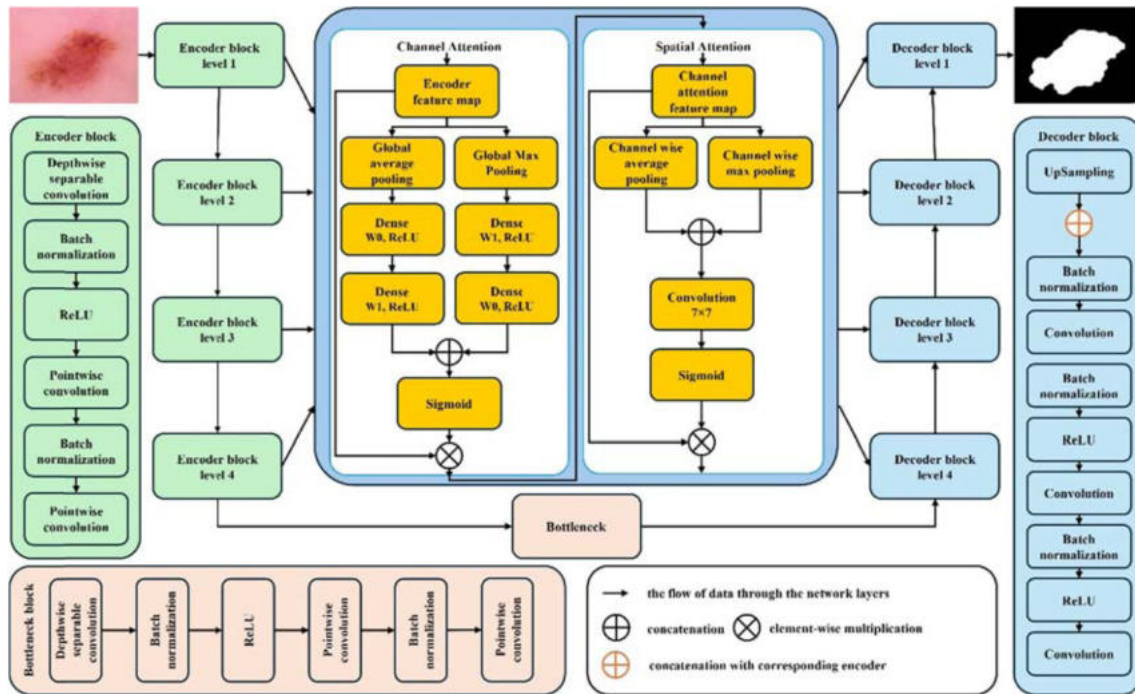 Encoder block
level 1
Encoder block
level 2
Encoder block
level 3
Encoder block
level 4
Encoder block
Depthwise
separable
convolution
Batch
normalization
ReLU
Pointwise
convolution
Batch
normalization
Pointwise
convolution
Channel Attention
Encoder
feature map
Global
average
pooling
Global Max
Pooling
Dense
W0, ReLU
Dense
W1, ReLU
Dense
W1, ReLU
Dense
W0, ReLU
Sigmoid
Spatial Attention
Channel
attention
feature map
Channel wise
average
pooling
Channel wise
max pooling
Convolution
7×7
Sigmoid
Bottleneck
Decoder block
level 1
Decoder block
level 2
Decoder block
level 3
Decoder block
level 4
Decoder block
UpSampling
Batch
normalization
Convolution
Batch
normalization
ReLU
Convolution
Batch
normalization
ReLU
Convolution
Bottleneck block
Depthwise
separable
convolution
Batch
normalization
ReLU
Pointwise
convolution
Batch
normalization
Pointwise
convolution
the flow of data through the network layers
concatenation
element-wise multiplication
concatenation with corresponding encoder